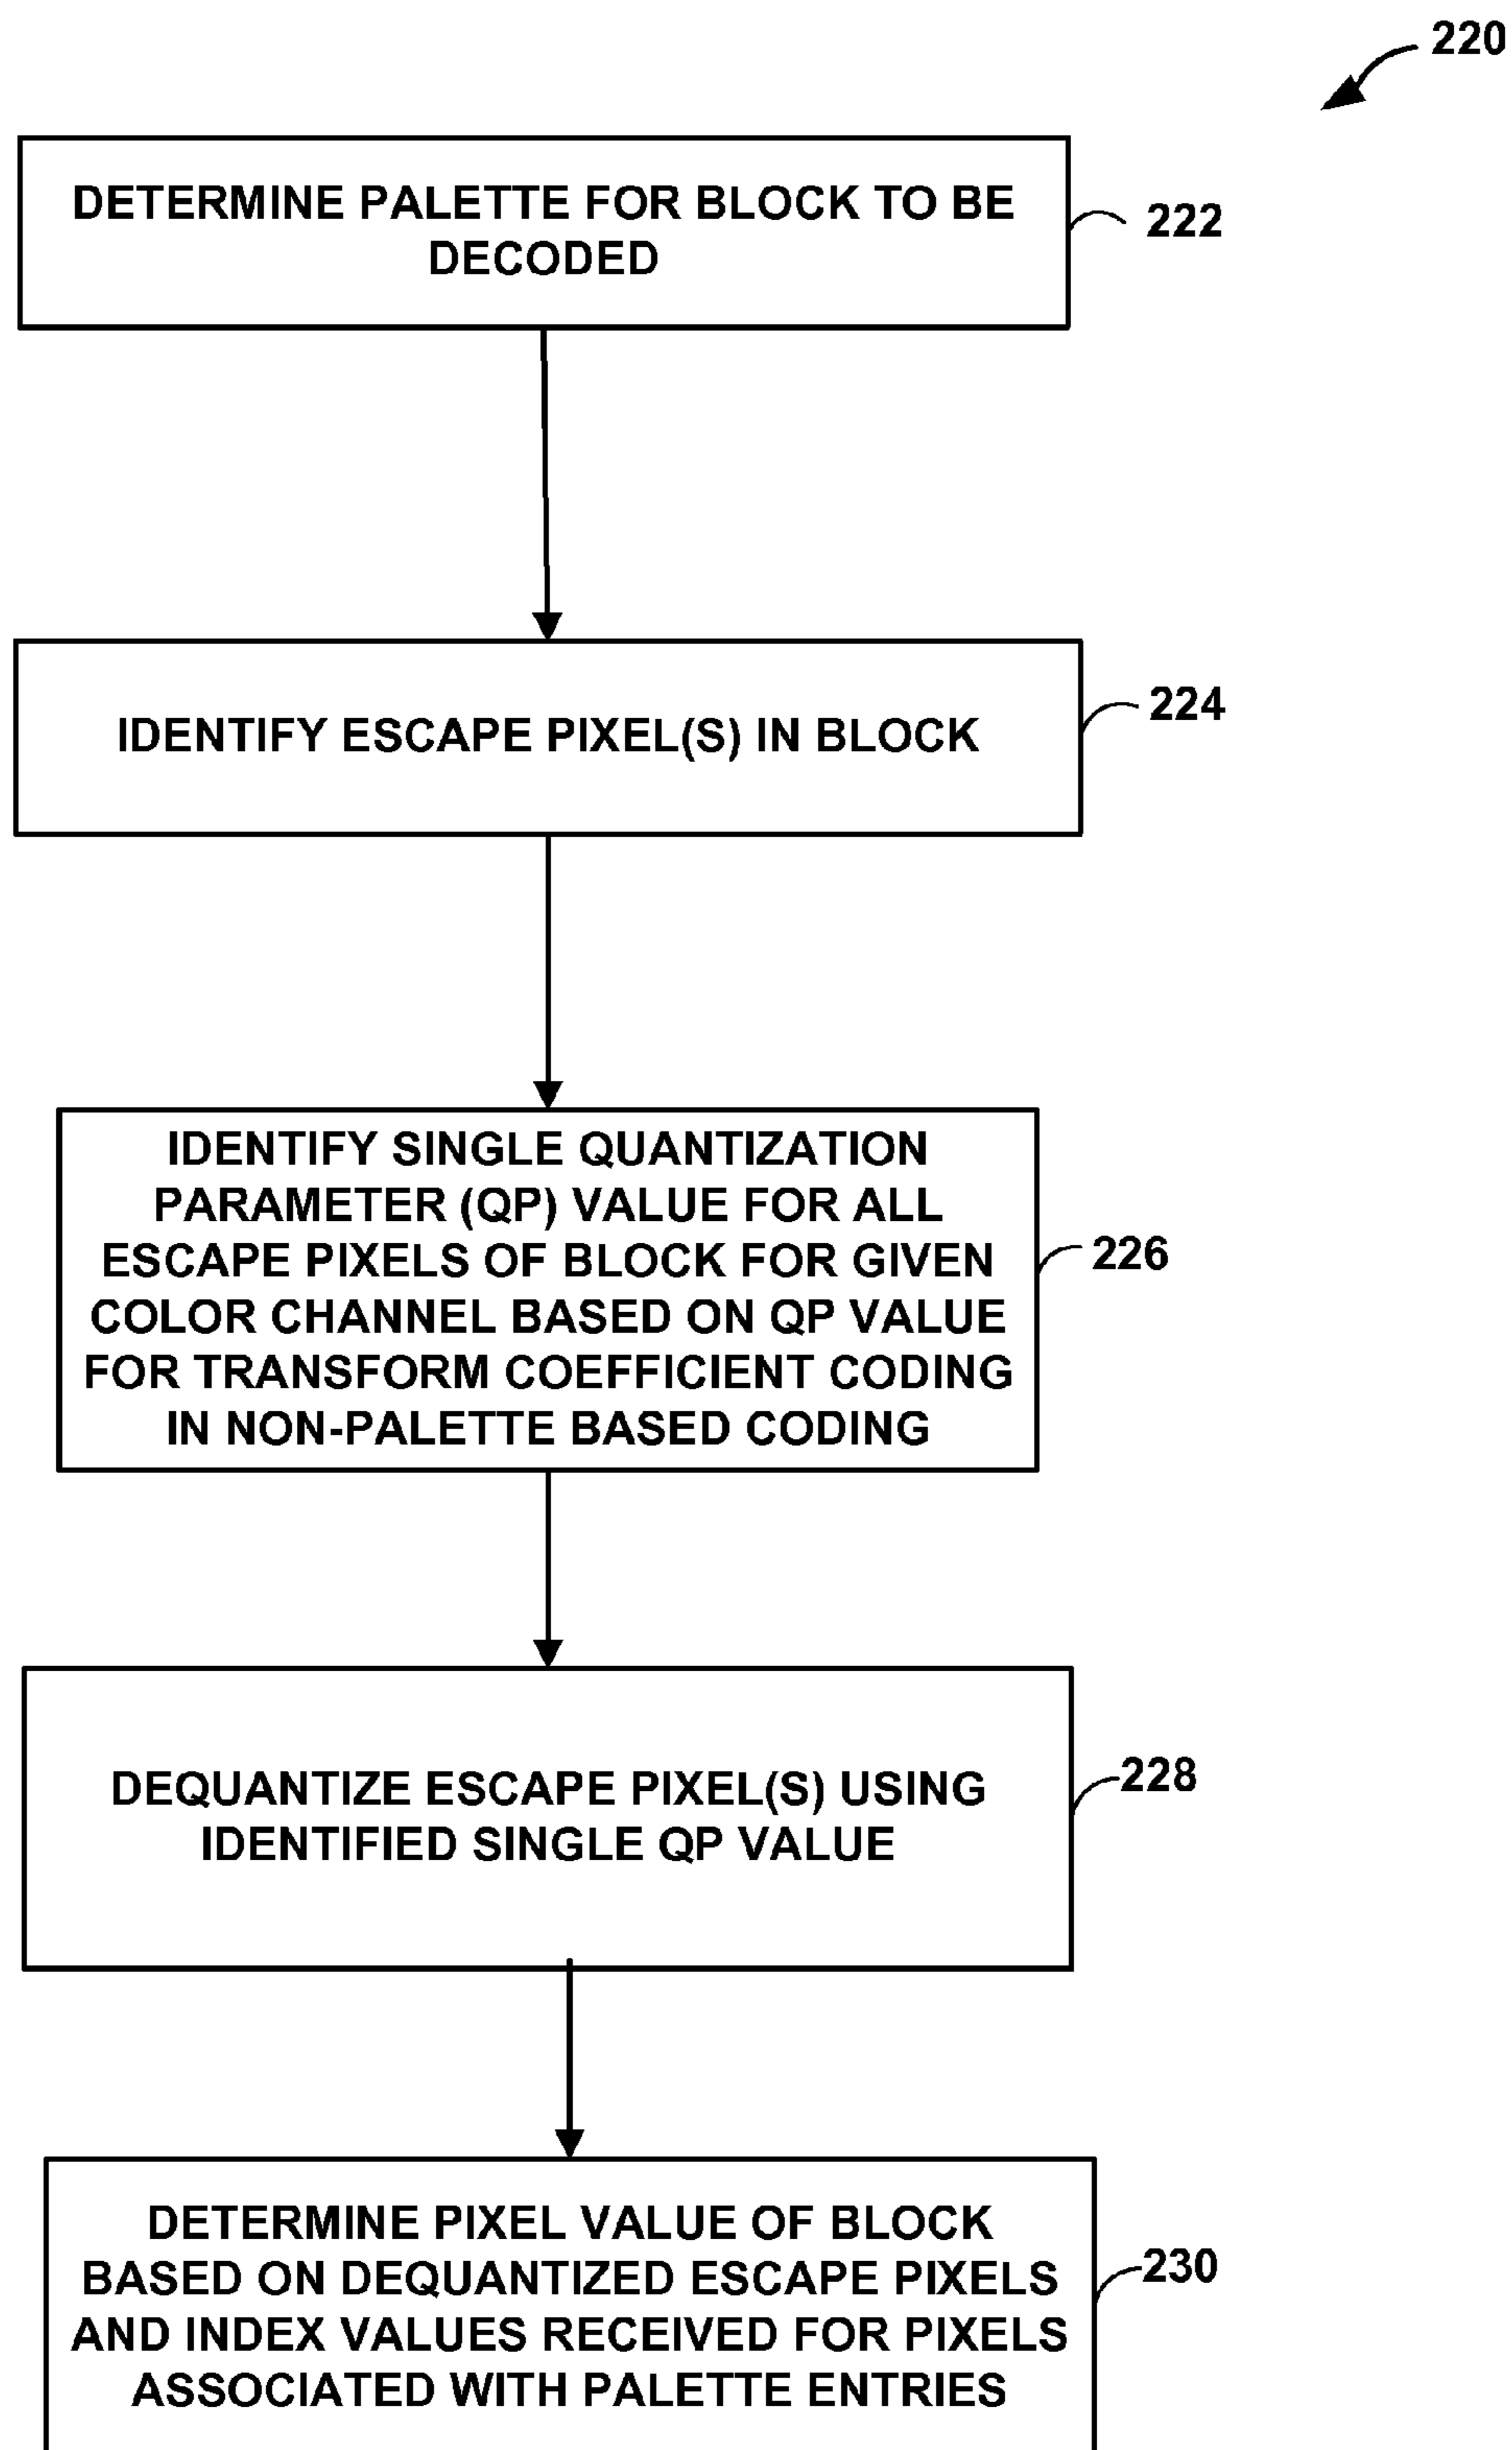 220
DETERMINE PALETTE FOR BLOCK TO BE
DECODED
222
IDENTIFY ESCAPE PIXEL(S) IN BLOCK
224
IDENTIFY SINGLE QUANTIZATION
PARAMETER (QP) VALUE FOR ALL
ESCAPE PIXELS OF BLOCK FOR GIVEN
COLOR CHANNEL BASED ON QP VALUE
FOR TRANSFORM COEFFICIENT CODING
IN NON-PALETTE BASED CODING
226
DEQUANTIZE ESCAPE PIXEL(S) USING
IDENTIFIED SINGLE QP VALUE
228
DETERMINE PIXEL VALUE OF BLOCK
BASED ON DEQUANTIZED ESCAPE PIXELS
AND INDEX VALUES RECEIVED FOR PIXELS
ASSOCIATED WITH PALETTE ENTRIES
230